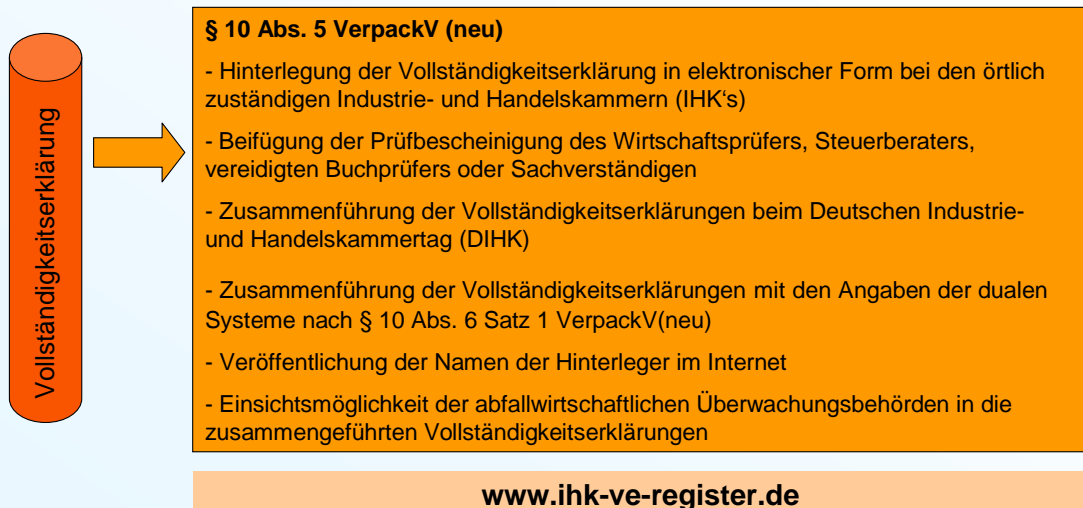 Vollständigkeitserklärung
§ 10 Abs. 5 VerpackV (neu)
- Hinterlegung der Vollständigkeitserklärung in elektronischer Form bei den örtlich
zuständigen Industrie- und Handelskammern (IHK‘s)
- Beifügung der Prüfbescheinigung des Wirtschaftsprüfers, Steuerberaters,
vereidigten Buchprüfers oder Sachverständigen
- Zusammenführung der Vollständigkeitserklärungen beim Deutschen Industrie-
und Handelskammertag (DIHK)
- Zusammenführung der Vollständigkeitserklärungen mit den Angaben der dualen
Systeme nach § 10 Abs. 6 Satz 1 VerpackV(neu)
- Veröffentlichung der Namen der Hinterleger im Internet
- Einsichtsmöglichkeit der abfallwirtschaftlichen Überwachungsbehörden in die
zusammengeführten Vollständigkeitserklärungen
www.ihk-ve-register.de